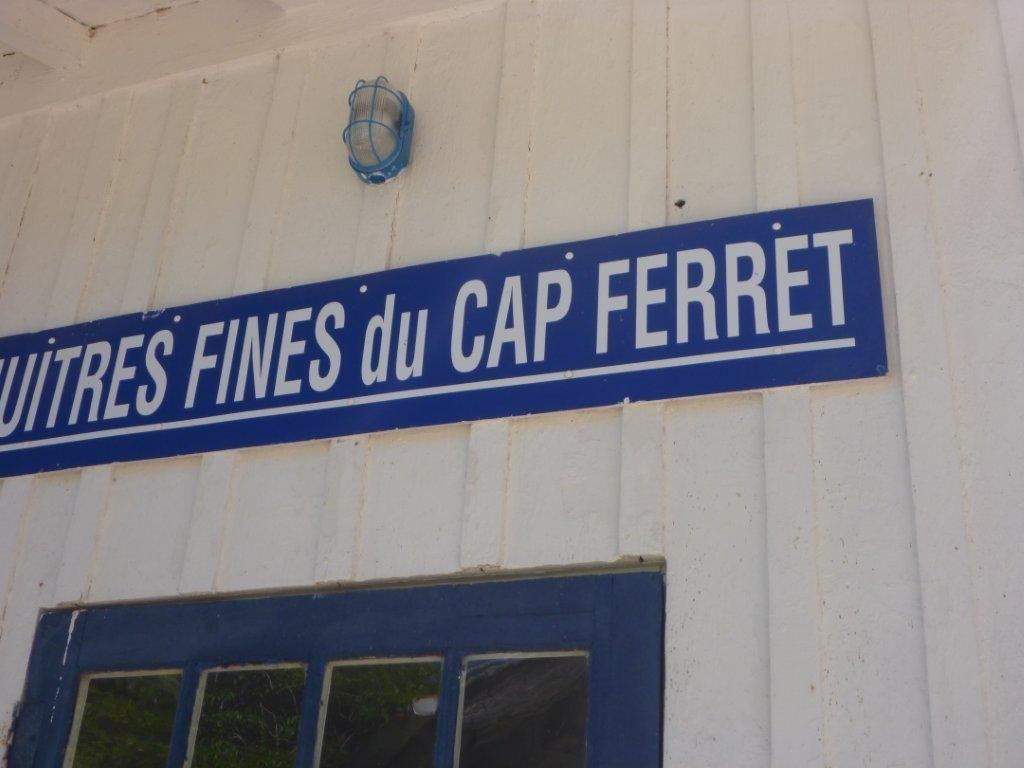 UITRES FINES du CAP FERRET